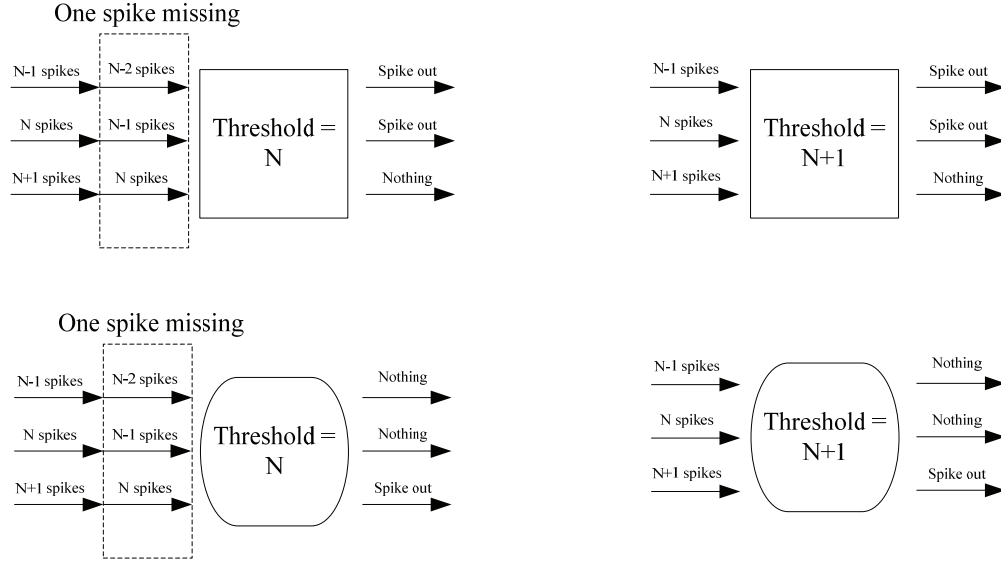 One spike missing
N-1 spikes
N-2 spikes
N spikes
N-1 spikes
N+1 spikes
N spikes
Threshold =
N
Spike out
Spike out
Nothing
N-1 spikes
N spikes
N+1 spikes
Threshold =
N+1
Spike out
Spike out
Nothing
One spike missing
N-1 spikes
N-2 spikes
N spikes
N-1 spikes
N+1 spikes
N spikes
Threshold =
N
Nothing
Nothing
Spike out
N-1 spikes
N spikes
N+1 spikes
Threshold =
N+1
Nothing
Nothing
Spike out